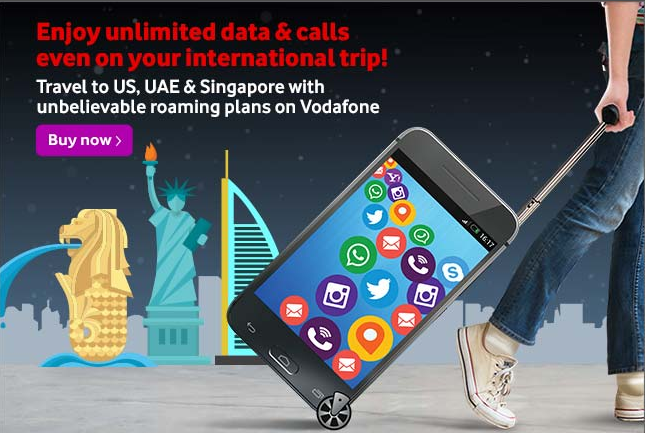 Enjoy unlimited data & calls
even on your international trip!
Travel to US, UAE & Singapore with
unbelievable roaming plans on Vodafone
Buy now >
16:17